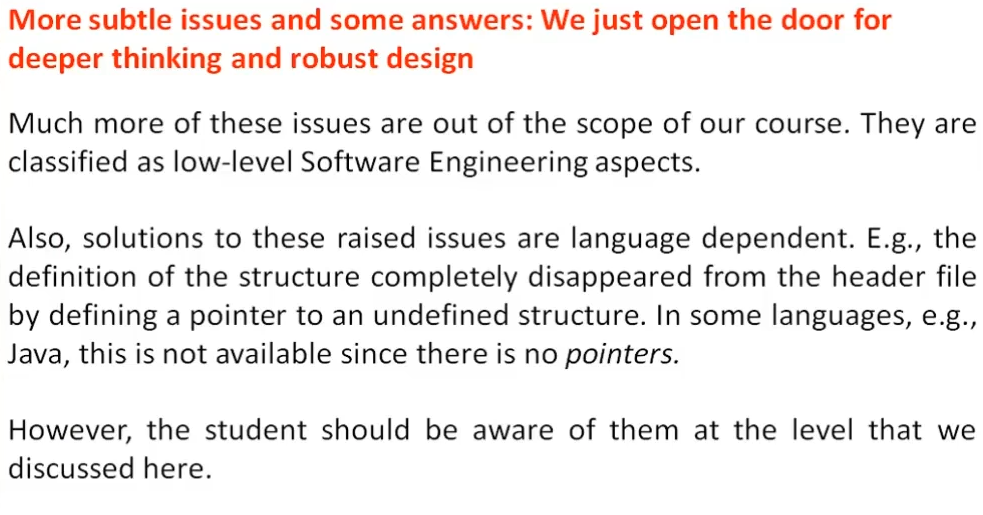 More subtle issues and some answers: We just open the door for
deeper thinking and robust design
Much more of these issues are out of the scope of our course. They are
classified as low-level Software Engineering aspects.
Also, solutions to these raised issues are language dependent. E.g., the
definition of the structure completely disappeared from the header file
by defining a pointer to an undefined structure. In some languages, e.g.,
Java, this is not available since there is no pointers.
However, the student should be aware of them at the level that we
discussed here.